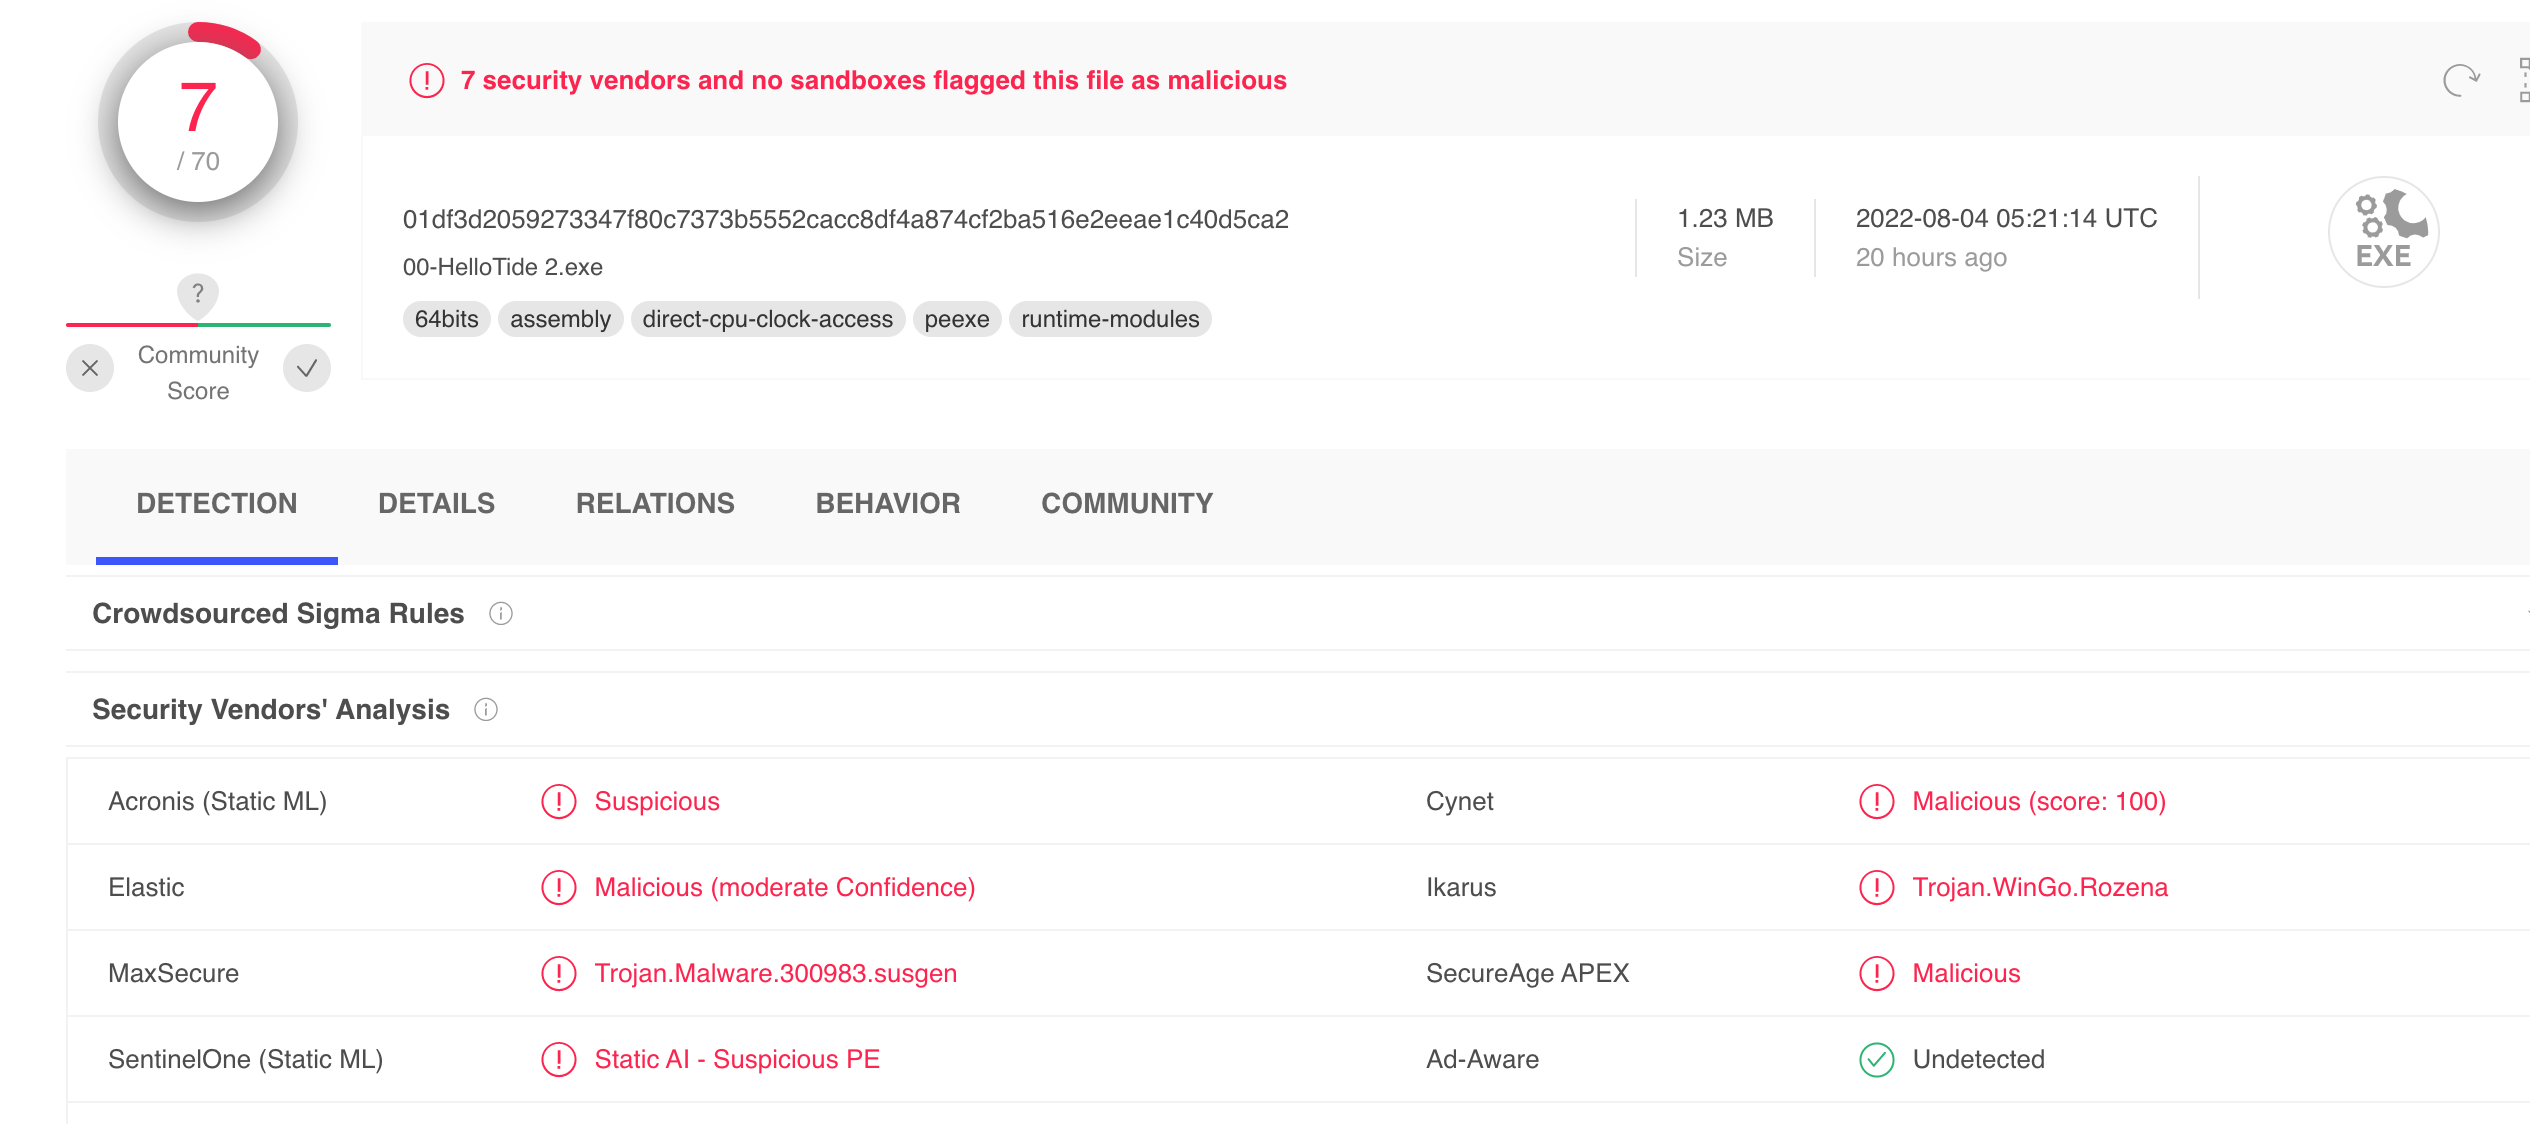 7
/ 70
?
Community
Score
7 security vendors and no sandboxes flagged this file as malicious
01df3d2059273347f80c7373b5552cacc8df4a874cf2ba516e2eeae1c40d5ca2
00-HelloTide 2.exe
64bits assembly direct-cpu-clock-access peexe runtime-modules
1.23 MB
Size
2022-08-04 05:21:14 UTC
20 hours ago
EXE
DETECTION DETAILS RELATIONS BEHAVIOR COMMUNITY
Crowdsourced Sigma Rules
Security Vendors' Analysis
Acronis (Static ML) Suspicious Cynet Malicious (score: 100)
Elastic Malicious (moderate Confidence) Ikarus Trojan.WinGo.Rozena
MaxSecure Trojan.Malware.300983.susgen SecureAge APEX Malicious
SentinelOne (Static ML) Static AI - Suspicious PE Ad-Aware Undetected